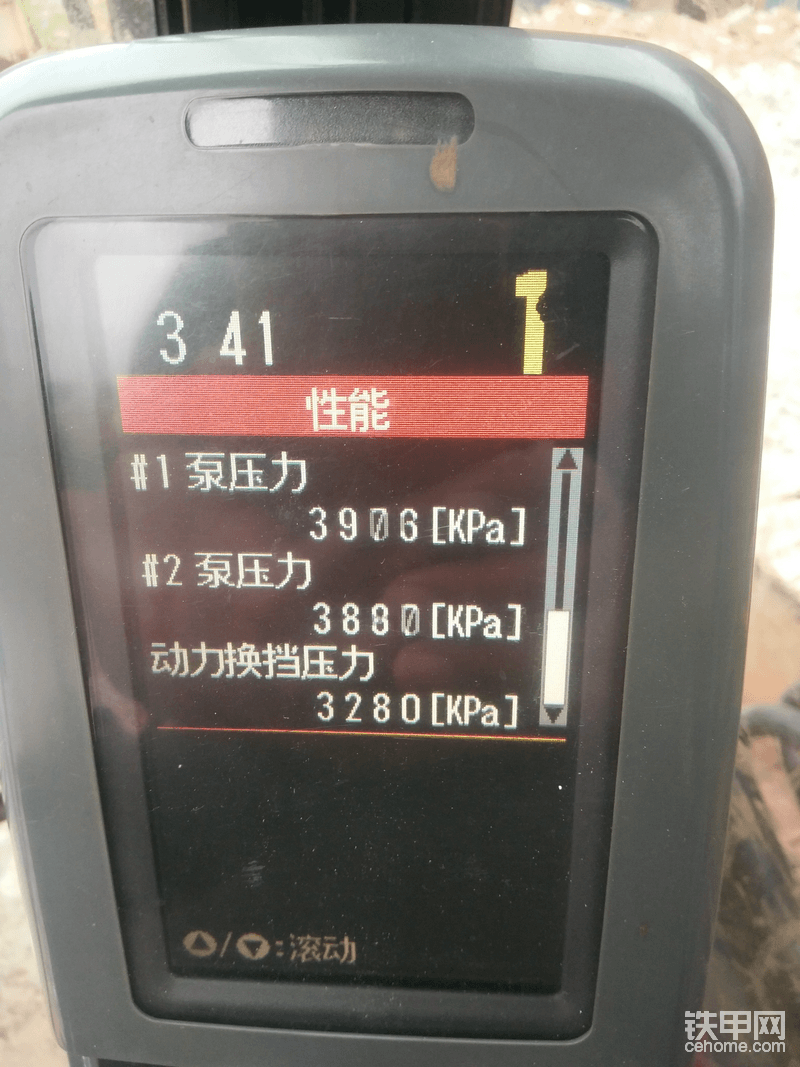 3 41
性能
#1 泵压力
3906[KPa]
#2 泵压力
3880[KPa]
动力换挡压力
3280[KPa]
/ :滚动
铁甲网
cehome.com